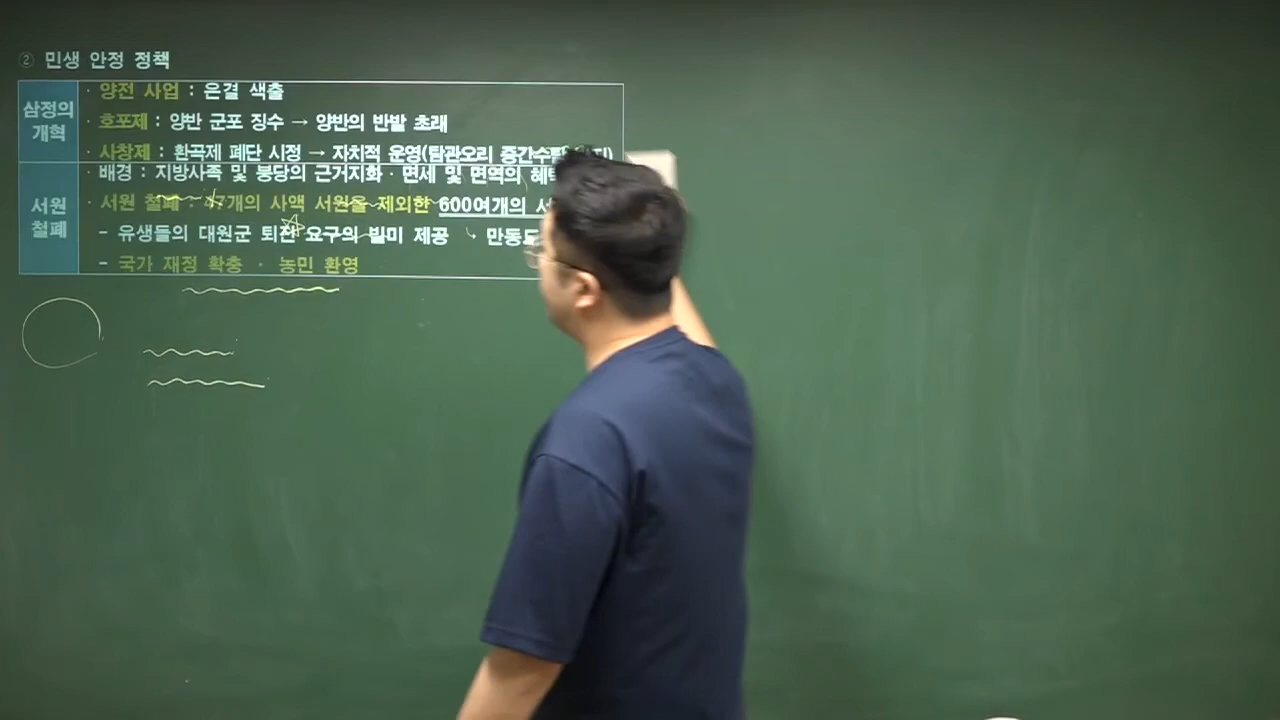 ② 민생 안정 정책
삼정의 개혁
· 양전 사업 : 은결 색출
· 호포제 : 양반 군포 징수 → 양반의 반발 초래
· 사창제 : 환곡제 폐단 시정 → 자치적 운영(탐관오리 중간수탈
서원 철폐
· 배경 : 지방사족 및 붕당의 근거지화 · 면세 및 면역의
· 서원 철폐 : 47개의 사액 서원을 제외한 600여개의
- 유생들의 대원군 퇴진 요구의 빌미 제공
- 국가 재정 확충 · 농민 환영